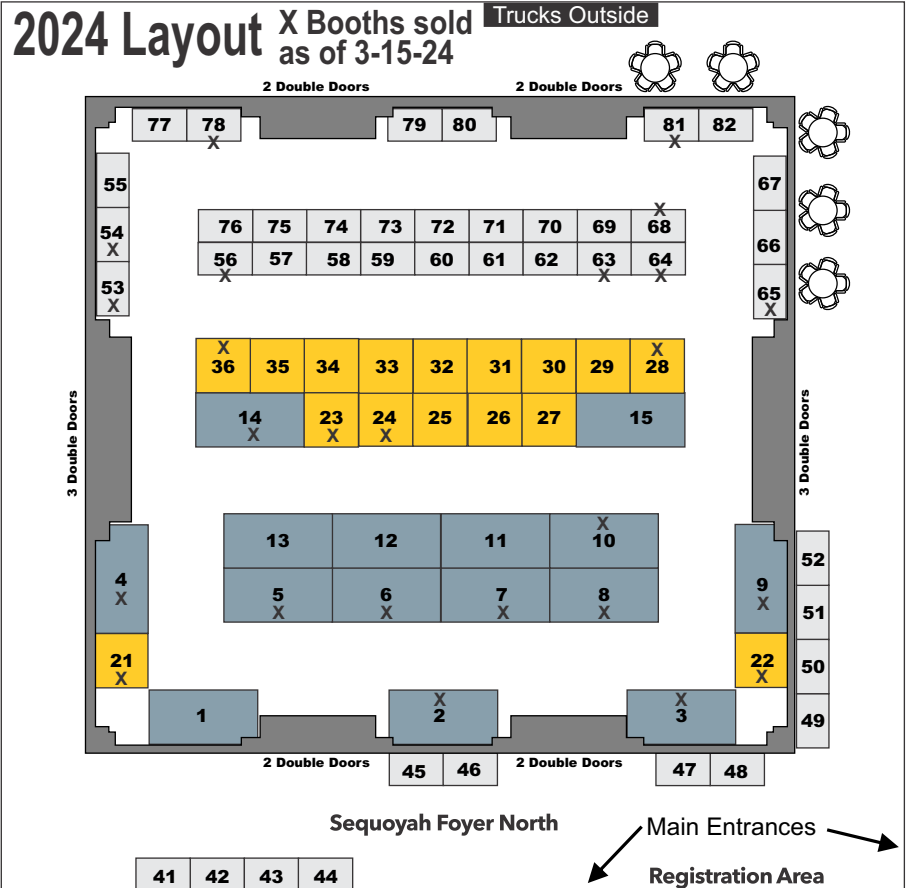 2024 Layout X Booths sold Trucks Outside
as of 3-15-24
2 Double Doors 2 Double Doors
77 78 79 80 81 82
X X
55 67
54 X
X
76 75 74 73 72 71 70 69 68
66
56 57 58 59 60 61 62 63 64
X X X
53 65
X X
X X
36 35 34 33 32 31 30 29 28
14 23 24 25 26 27 15
X X X
3 Double Doors 3 Double Doors
X
13 12 11 10
52
4 5 6 7 8 9
X X X X X X
51
21 22 50
X X
X X
1 2 3 49
2 Double Doors 2 Double Doors
45 46 47 48
Sequoyah Foyer North Main Entrances
41 42 43 44 Registration Area